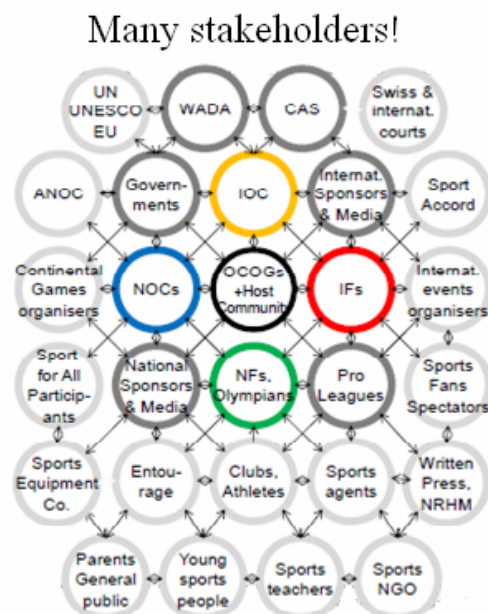 Many stakeholders!
UN
UNESCO
EU
WADA
CAS
Swiss &
internat.
courts
ANOC
Govern-
ments
IOC
Internat.
Sponsors
& Media
Sport
Accord
Continental
Games
organisers
NOCs
OCOGs
+Host
Community
IFs
Internat.
events
organisers
Sport
for All
Particip-
ants
National
Sponsors
& Media
NFs,
Olympians
Pro
Leagues
Sports
Fans
Spectators
Sports
Equipment
Co.
Entou-
rage
Clubs,
Athletes
Sports
agents
Written
Press,
NRHM
Parents
General
public
Young
sports
people
Sports
teachers
Sports
NGO